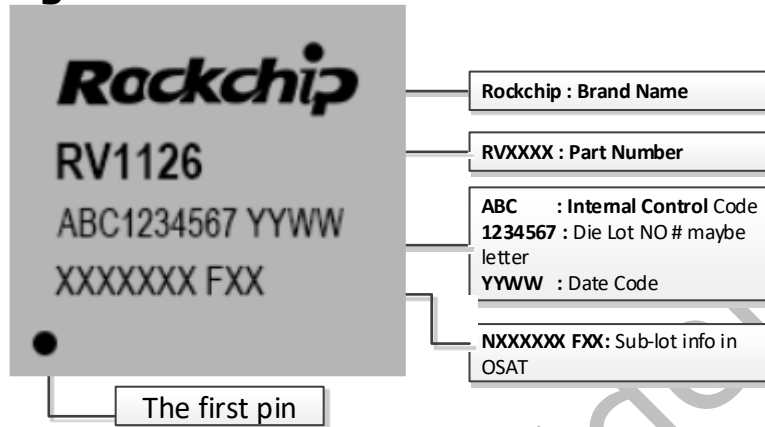 Rockchip
RV1126
ABC1234567 YYWW
XXXXXXX FXX
The first pin
Rockchip : Brand Name
RVXXXX : Part Number
ABC : Internal Control Code
1234567 : Die Lot NO # maybe
letter
YYWW : Date Code
NXXXXXX FXX: Sub-lot info in
OSAT